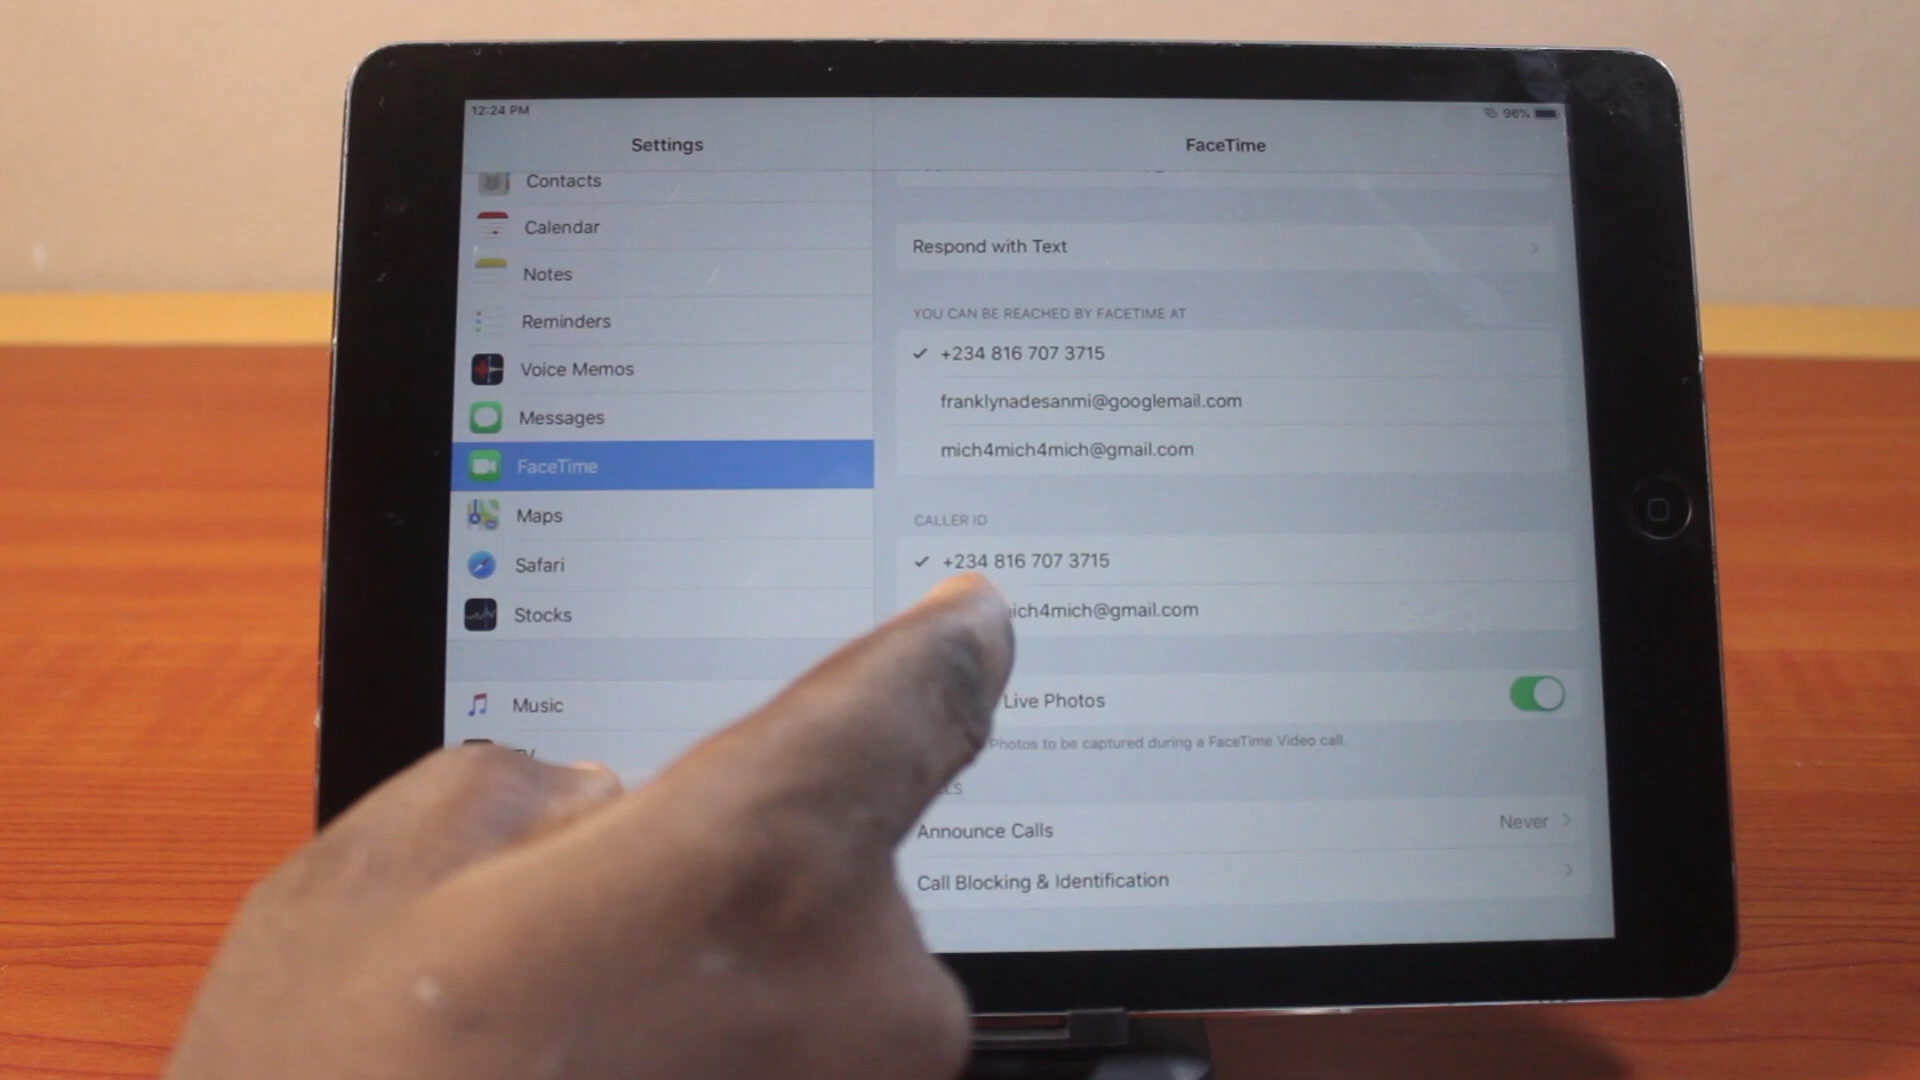 12:24 PM
96%
Settings
FaceTime
Contacts
Calendar
Notes
Reminders
Voice Memos
Messages
FaceTime
Maps
Safari
Stocks
Music
Respond with Text
YOU CAN BE REACHED BY FACETIME AT
+234 816 707 3715
franklynadesanmi@googlemail.com
mich4mich4mich@gmail.com
CALLER ID
+234 816 707 3715
ich4mich@gmail.com
Live Photos
Photos to be captured during a FaceTime Video call.
Announce Calls
Never
Call Blocking & Identification